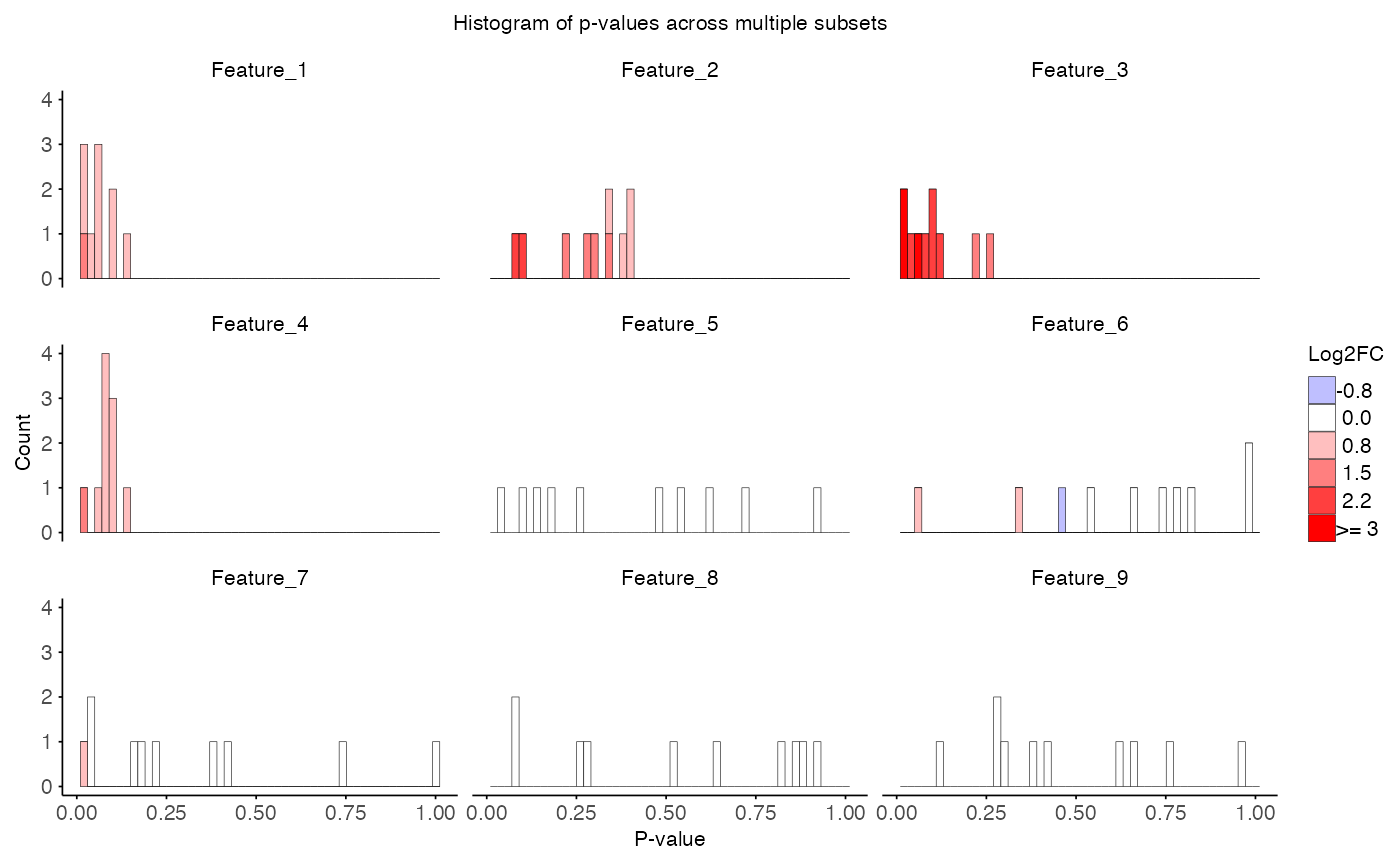 Histogram of p-values across multiple subsets
Feature_1
Feature_2
Feature_3
4
3
2
1
0
Feature_4
Feature_5
Feature_6
4
3
2
1
0
Count
Log2FC
-0.8
0.0
0.8
1.5
2.2
>= 3
Feature_7
Feature_8
Feature_9
4
3
2
1
0
0.00 0.25 0.50 0.75 1.00 0.00 0.25 0.50 0.75 1.00 0.00 0.25 0.50 0.75 1.00
P-value